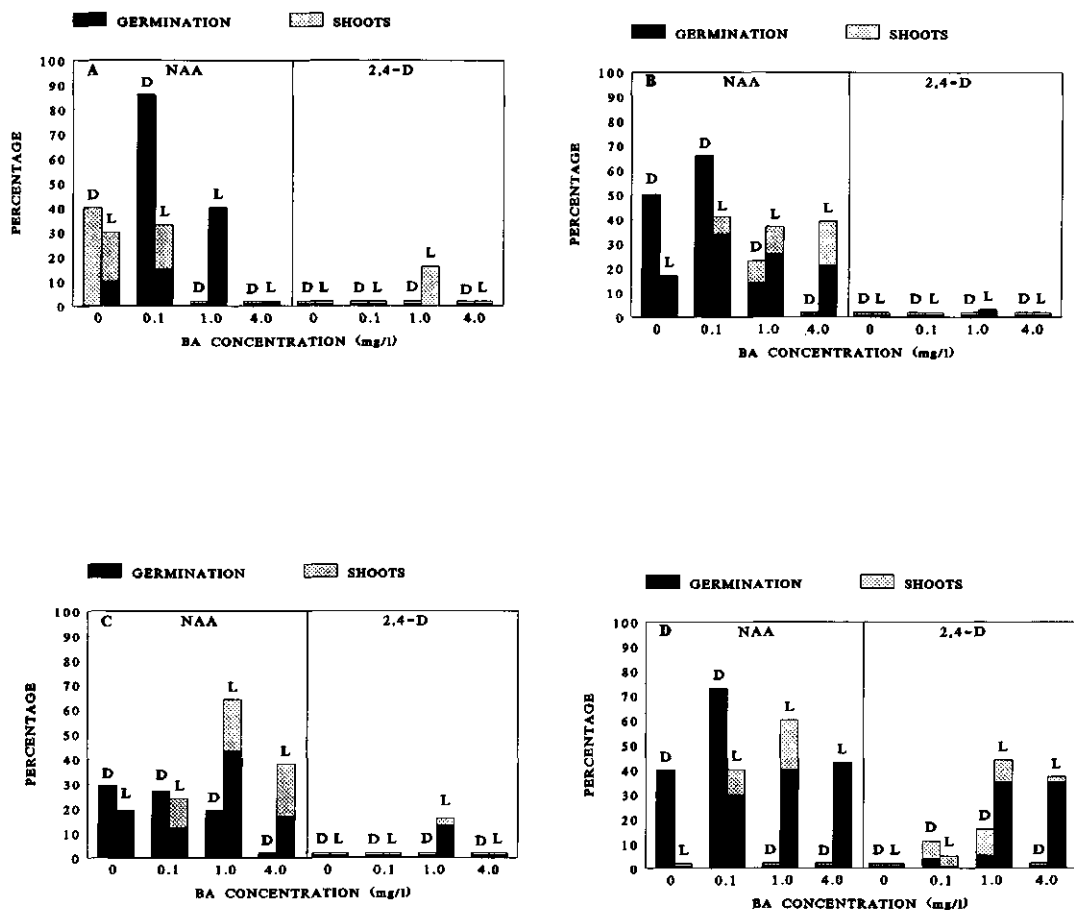 GERMINATION SHOOTS
A NAA 2,4-D
100
90
80
70
60
50
40
30
20
10
0
PERCENTAGE
D L D L D L D L D L D L D L D L
0 0.1 1.0 4.0 0 0.1 1.0 4.0
BA CONCENTRATION (mg/l)
GERMINATION SHOOTS
B NAA 2,4-D
100
90
80
70
60
50
40
30
20
10
0
PERCENTAGE
D L D L D L D L D L D L D L D L
0 0.1 1.0 4.0 0 0.1 1.0 4.0
BA CONCENTRATION (mg/l)
GERMINATION SHOOTS
C NAA 2,4-D
100
90
80
70
60
50
40
30
20
10
0
PERCENTAGE
D L D L D L D L D L D L D L D L
0 0.1 1.0 4.0 0 0.1 1.0 4.0
BA CONCENTRATION (mg/l)
GERMINATION SHOOTS
D NAA 2,4-D
100
90
80
70
60
50
40
30
20
10
0
PERCENTAGE
D L D L D L D L D L D L D L D L
0 0.1 1.0 4.0 0 0.1 1.0 4.0
BA CONCENTRATION (mg/l)